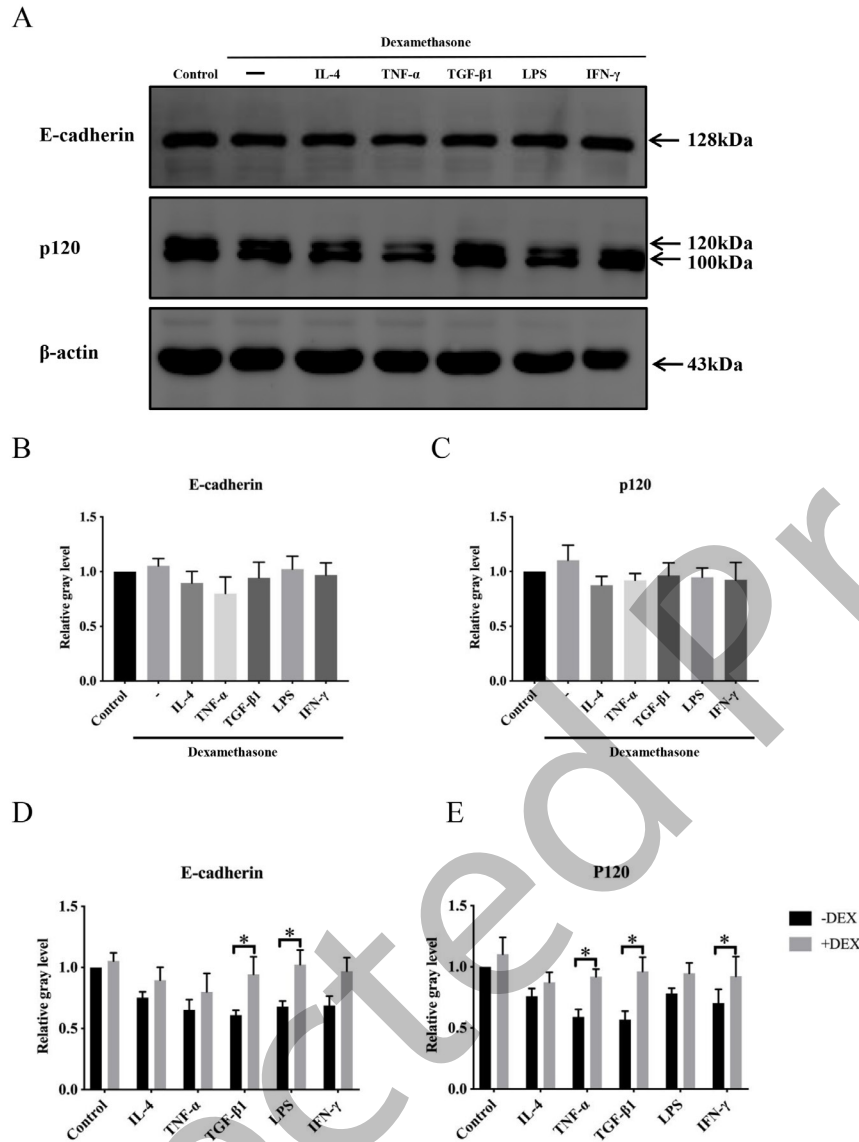 A
Dexamethasone
Control — IL-4 TNF-α TGF-β1 LPS IFN-γ
E-cadherin
128kDa
p120
120kDa
100kDa
β-actin
43kDa
B
E-cadherin
Relative gray level
1.5
1.0
0.5
0.0
Control - IL-4 TNF-α TGF-β1 LPS IFN-γ
Dexamethasone
C
p120
Relative gray level
1.5
1.0
0.5
0.0
Control - IL-4 TNF-α TGF-β1 LPS IFN-γ
Dexamethasone
D
E-cadherin
Relative gray level
1.5
1.0
0.5
0.0
* *
Control IL-4 TNF-α TGF-β1 LPS IFN-γ
E
P120
Relative gray level
1.5
1.0
0.5
0.0
* * *
Control IL-4 TNF-α TGF-β1 LPS IFN-γ
-DEX
+DEX